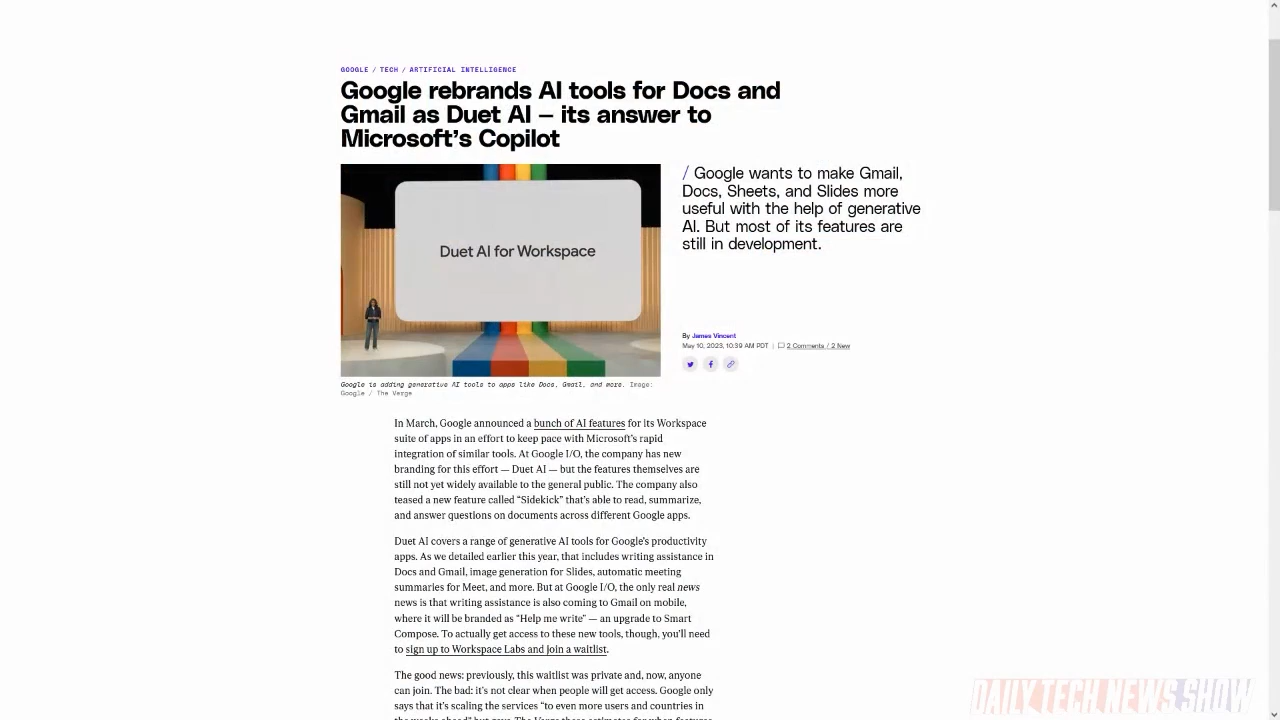 GOOGLE / TECH / ARTIFICIAL INTELLIGENCE
Google rebrands AI tools for Docs and
Gmail as Duet AI — its answer to
Microsoft's Copilot
Duet AI for Workspace
/ Google wants to make Gmail,
Docs, Sheets, and Slides more
useful with the help of generative
AI. But most of its features are
still in development.
By James Vincent
May 10, 2023, 10:39 AM PDT | 2 Comments / 2 New
Google is adding generative AI tools to apps like Docs, Gmail, and more. Image:
Google / The Verge
In March, Google announced a bunch of AI features for its Workspace
suite of apps in an effort to keep pace with Microsoft's rapid
integration of similar tools. At Google I/O, the company has new
branding for this effort — Duet AI — but the features themselves are
still not yet widely available to the general public. The company also
teased a new feature called “Sidekick” that's able to read, summarize,
and answer questions on documents across different Google apps.
Duet AI covers a range of generative AI tools for Google's productivity
apps. As we detailed earlier this year, that includes writing assistance in
Docs and Gmail, image generation for Slides, automatic meeting
summaries for Meet, and more. But at Google I/O, the only real news
news is that writing assistance is also coming to Gmail on mobile,
where it will be branded as “Help me write” — an upgrade to Smart
Compose. To actually get access to these new tools, though, you'll need
to sign up to Workspace Labs and join a waitlist.
The good news: previously, this waitlist was private and, now, anyone
can join. The bad: it's not clear when people will get access. Google only
says that it's scaling the services “to even more users and countries in
DAILY TECH NEWS SHOW